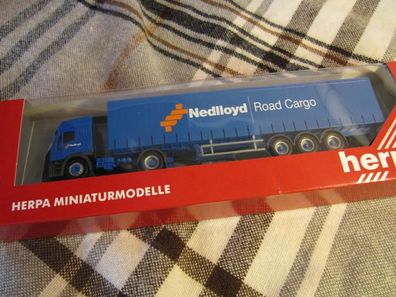 Nedlloyd Road Cargo
HERPA MINIATURMODELLE
herpa